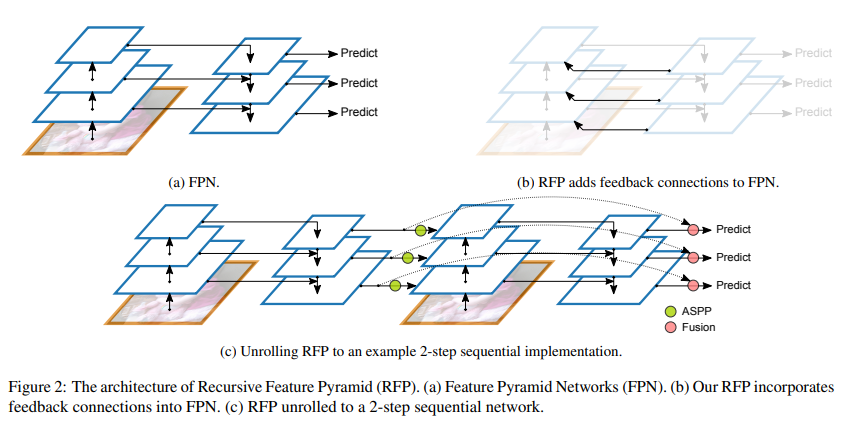 Predict
Predict
Predict
Predict
Predict
Predict
(a) FPN.
(b) RFP adds feedback connections to FPN.
Predict
Predict
Predict
ASPP
Fusion
(c) Unrolling RFP to an example 2-step sequential implementation.
Figure 2: The architecture of Recursive Feature Pyramid (RFP). (a) Feature Pyramid Networks (FPN). (b) Our RFP incorporates
feedback connections into FPN. (c) RFP unrolled to a 2-step sequential network.